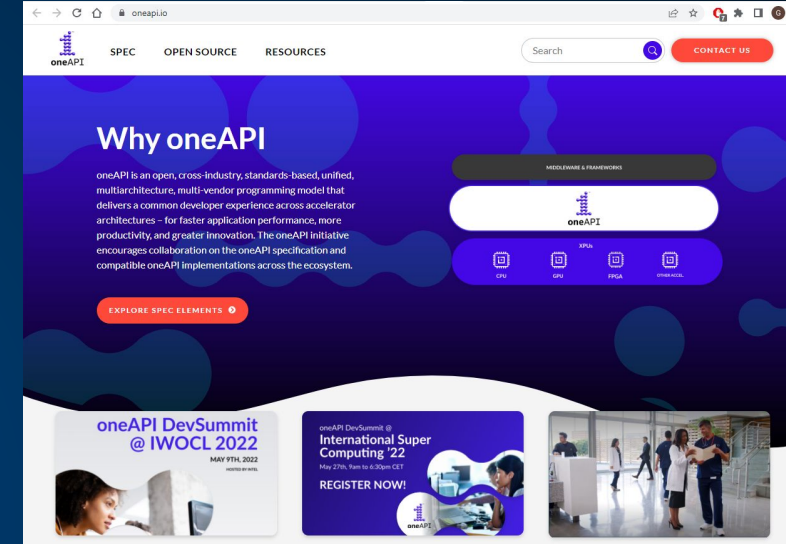 oneapi.io
7
G
oneAPI
SPEC
OPEN SOURCE
RESOURCES
Search
CONTACT US
Why oneAPI
oneAPI is an open, cross-industry, standards-based, unified,
multiarchitecture, multi-vendor programming model that
delivers a common developer experience across accelerator
architectures – for faster application performance, more
productivity, and greater innovation. The oneAPI initiative
encourages collaboration on the oneAPI specification and
compatible oneAPI implementations across the ecosystem.
EXPLORE SPEC ELEMENTS
MIDDLEWARE & FRAMEWORKS
oneAPI
XPUs
CPU
GPU
FPGA
OTHER ACCEL.
oneAPI DevSummit
@ IWOCL 2022
MAY 9TH, 2022
HOSTED BY INTEL
oneAPI DevSummit @
International Super
Computing '22
May 27th, 9am to 6:30pm CET
REGISTER NOW!
oneAPI